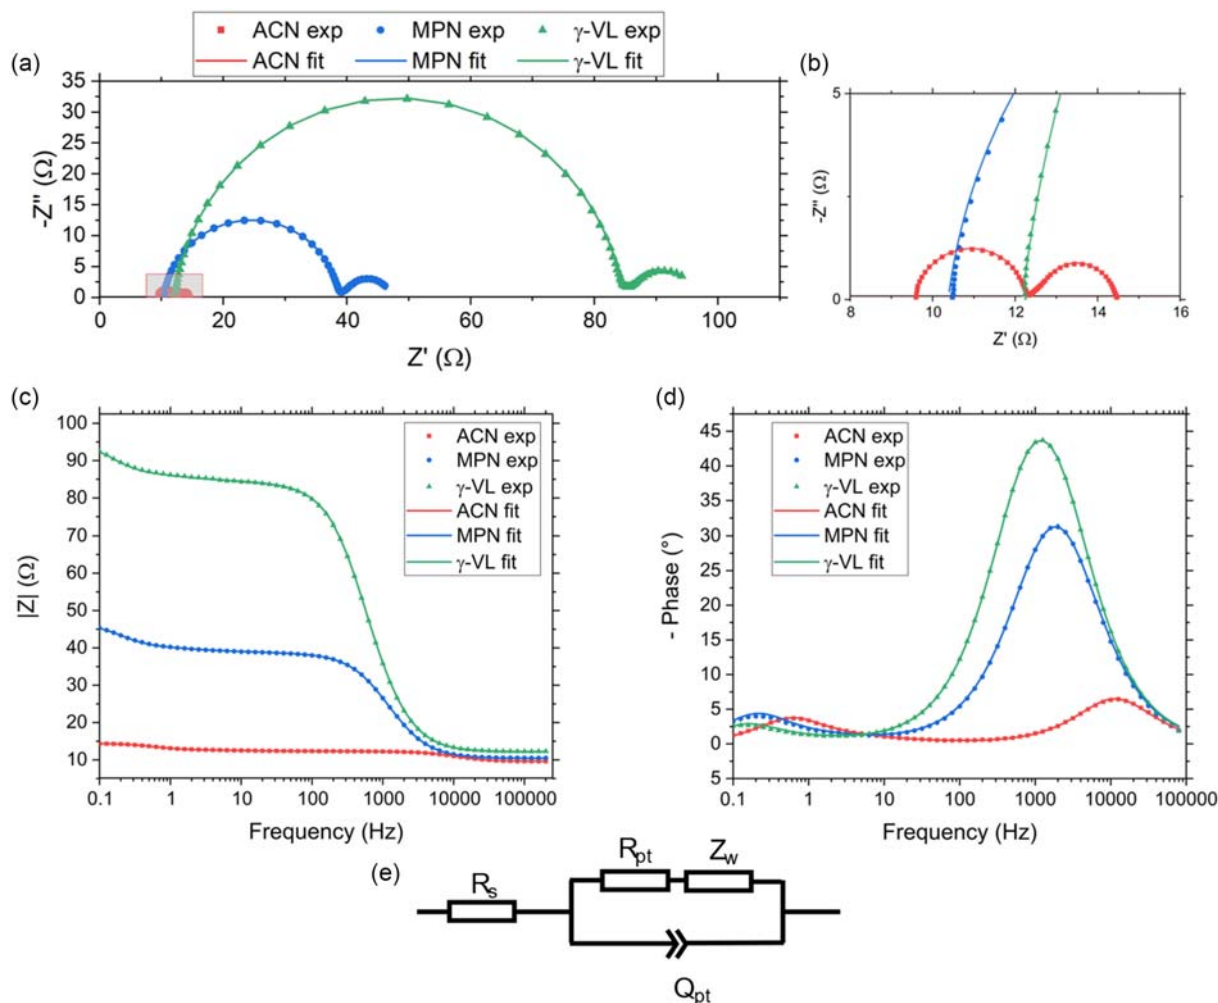 ACN exp MPN exp γ-VL exp
ACN fit MPN fit γ-VL fit
(a)
35
30
25
20
15
10
5
0
-Z'' (Ω)
0 20 40 60 80 100
Z' (Ω)
(b)
5
0
-Z'' (Ω)
8 10 12 14 16
Z' (Ω)
(c)
100
90
80
70
60
50
40
30
20
10
|Z| (Ω)
ACN exp
MPN exp
γ-VL exp
ACN fit
MPN fit
γ-VL fit
0.1 1 10 100 1000 10000 100000
Frequency (Hz)
(d)
45
40
35
30
25
20
15
10
5
0
5
- Phase (°)
ACN exp
MPN exp
γ-VL exp
ACN fit
MPN fit
γ-VL fit
0.1 1 10 100 1000 10000 100000
Frequency (Hz)
(e)
Rs
Rpt
Zw
Qpt